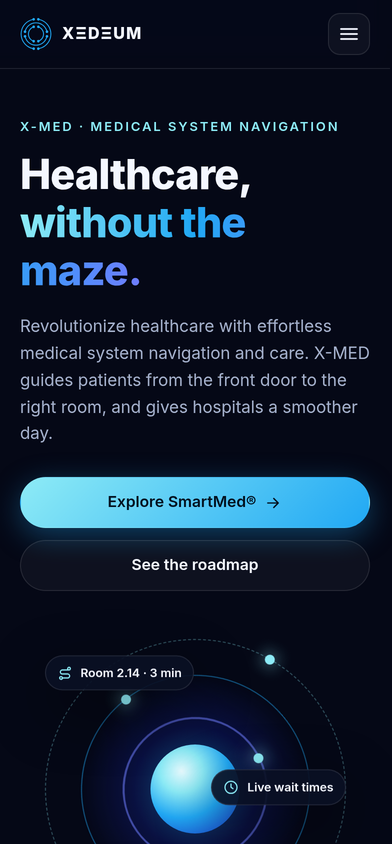 XΞDΞUM
X-MED · MEDICAL SYSTEM NAVIGATION
Healthcare,
without the
maze.
Revolutionize healthcare with effortless
medical system navigation and care. X-MED
guides patients from the front door to the
right room, and gives hospitals a smoother
day.
Explore SmartMed® →
See the roadmap
Room 2.14 · 3 min
Live wait times